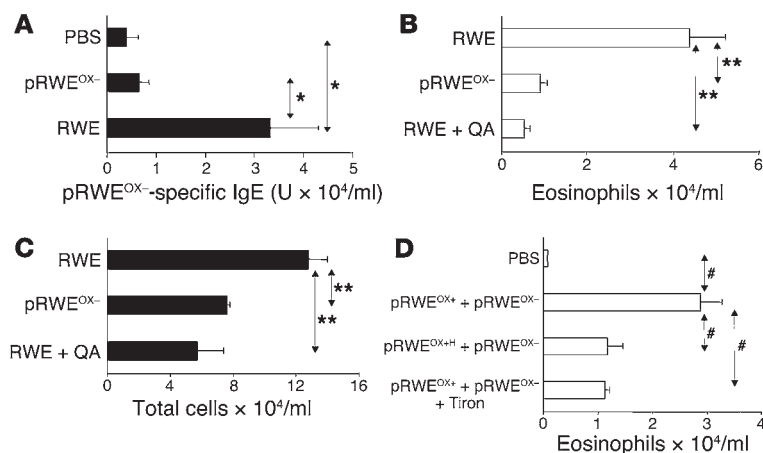 A
PBS
pRWE^OX–
RWE
*
*
0 1 2 3 4 5
pRWE^OX–-specific IgE (U × 10^4/ml)
B
RWE
pRWE^OX–
RWE + QA
**
**
0 2 4 6
Eosinophils × 10^4/ml
C
RWE
pRWE^OX–
RWE + QA
**
**
0 4 8 12 16
Total cells × 10^4/ml
D
PBS
pRWE^OX+ + pRWE^OX–
pRWE^OX+H + pRWE^OX–
pRWE^OX+ + pRWE^OX–
+ Tiron
#
#
#
0 1 2 3 4
Eosinophils × 10^4/ml